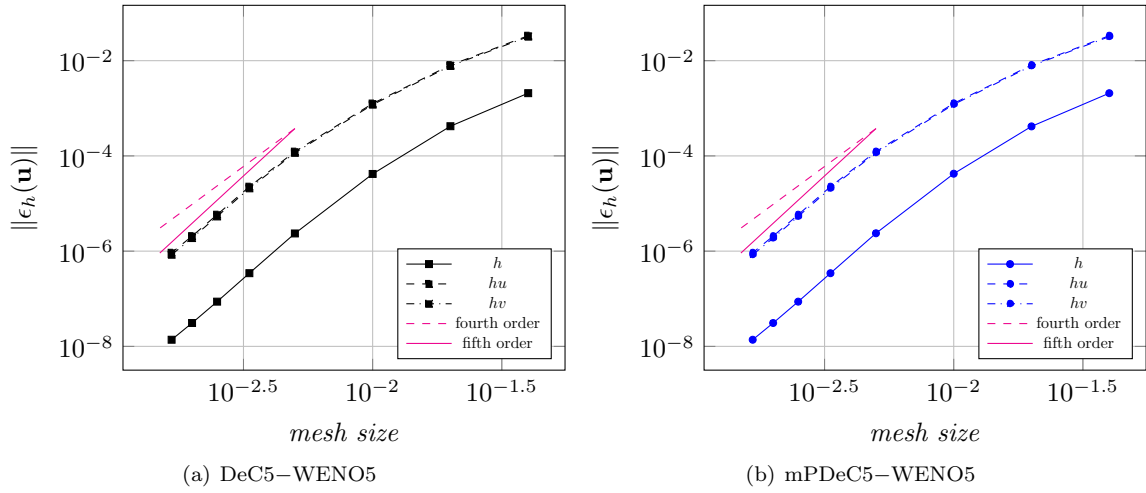 10^{-2}
10^{-4}
10^{-6}
10^{-8}
‖ϵ_h(𝐮)‖
h
hu
hv
fourth order
fifth order
10^{-2.5}
10^{-2}
10^{-1.5}
mesh size
(a) DeC5−WENO5
10^{-2}
10^{-4}
10^{-6}
10^{-8}
‖ϵ_h(𝐮)‖
h
hu
hv
fourth order
fifth order
10^{-2.5}
10^{-2}
10^{-1.5}
mesh size
(b) mPDeC5−WENO5